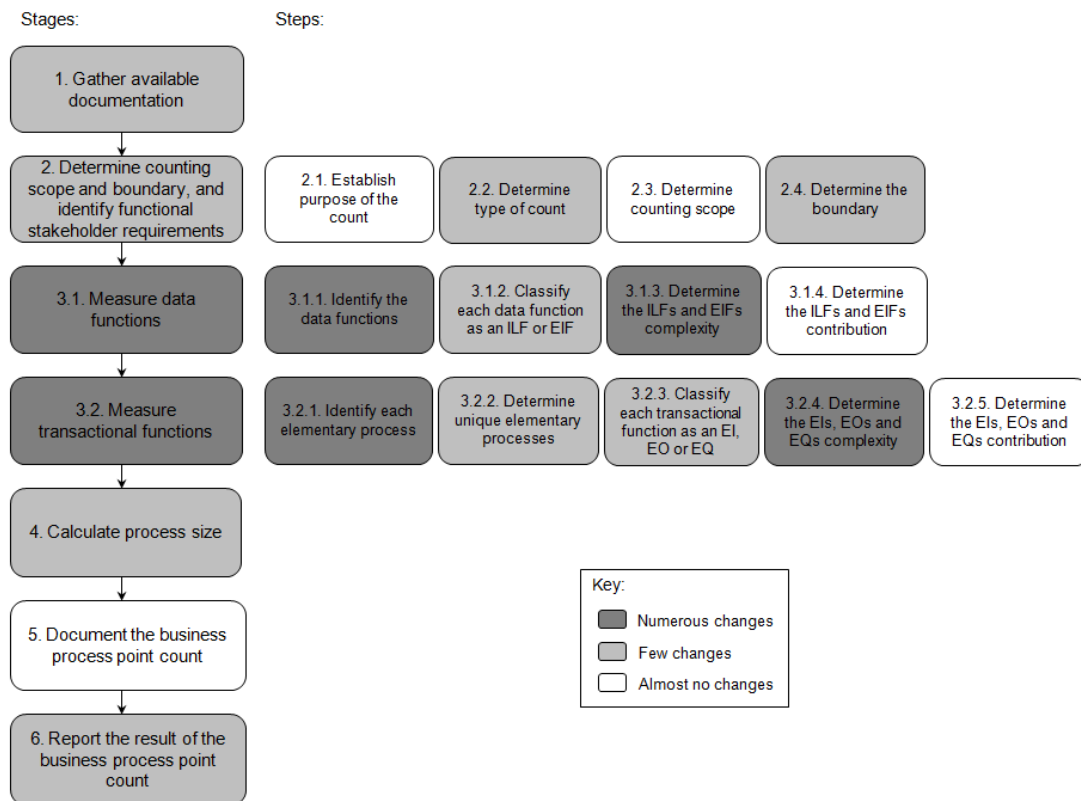 Stages:
Steps:
1. Gather available
documentation
2. Determine counting
scope and boundary, and
identify functional
stakeholder requirements
2.1. Establish
purpose of the
count
2.2. Determine
type of count
2.3. Determine
counting scope
2.4. Determine the
boundary
3.1. Measure data
functions
3.1.1. Identify the
data functions
3.1.2. Classify
each data function
as an ILF or EIF
3.1.3. Determine
the ILFs and EIFs
complexity
3.1.4. Determine
the ILFs and EIFs
contribution
3.2. Measure
transactional functions
3.2.1. Identify each
elementary process
3.2.2. Determine
unique elementary
processes
3.2.3. Classify
each transactional
function as an EI,
EO or EQ
3.2.4. Determine
the EIs, EOs and
EQs complexity
3.2.5. Determine
the EIs, EOs and
EQs contribution
4. Calculate process size
5. Document the business
process point count
6. Report the result of the
business process point
count
Key:
Numerous changes
Few changes
Almost no changes